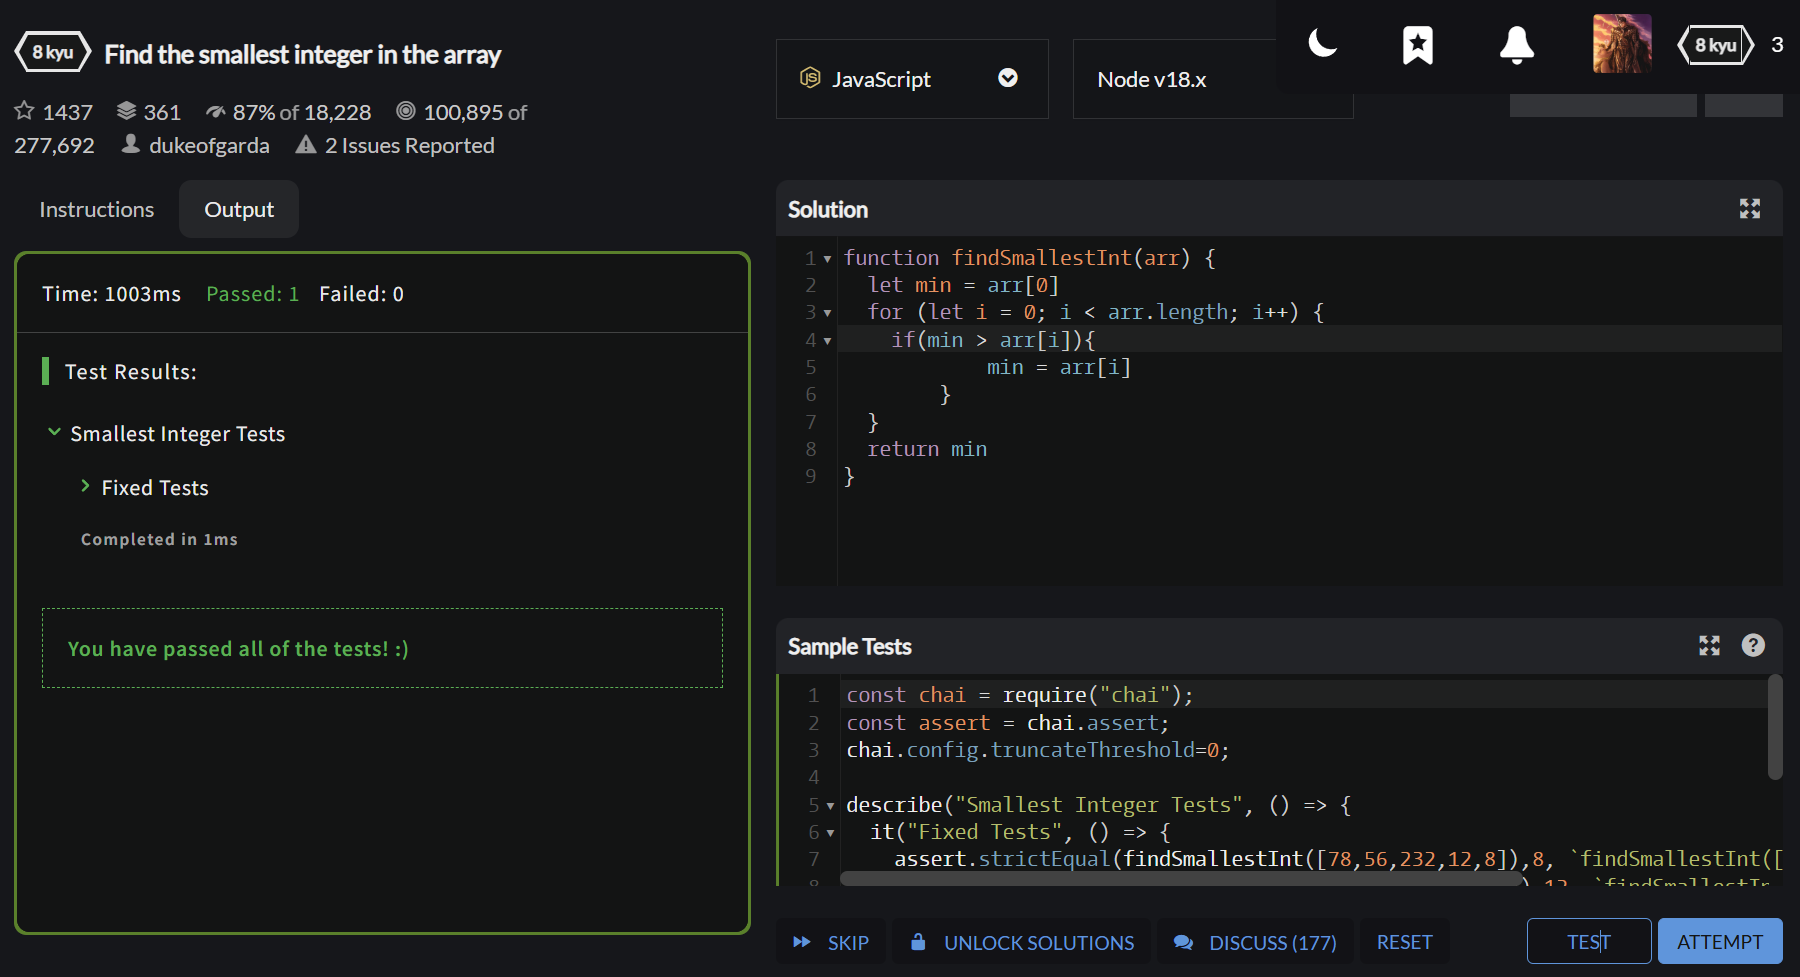 8 kyu
Find the smallest integer in the array
1437 361 87% of 18,228 100,895 of
277,692 dukeofgarda 2 Issues Reported
Instructions
Output
Time: 1003ms Passed: 1 Failed: 0
Test Results:
Smallest Integer Tests
Fixed Tests
Completed in 1ms
You have passed all of the tests! :)
JS JavaScript
Node v18.x
8 kyu 3
Solution
1 function findSmallestInt(arr) {
2 let min = arr[0]
3 for (let i = 0; i < arr.length; i++) {
4 if(min > arr[i]){
5 min = arr[i]
6 }
7 }
8 return min
9 }
Sample Tests
?
1 const chai = require("chai");
2 const assert = chai.assert;
3 chai.config.truncateThreshold=0;
4
5 describe("Smallest Integer Tests", () => {
6 it("Fixed Tests", () => {
7 assert.strictEqual(findSmallestInt([78,56,232,12,8]),8, `findSmallestInt([
SKIP
UNLOCK SOLUTIONS
DISCUSS (177)
RESET
TEST
ATTEMPT